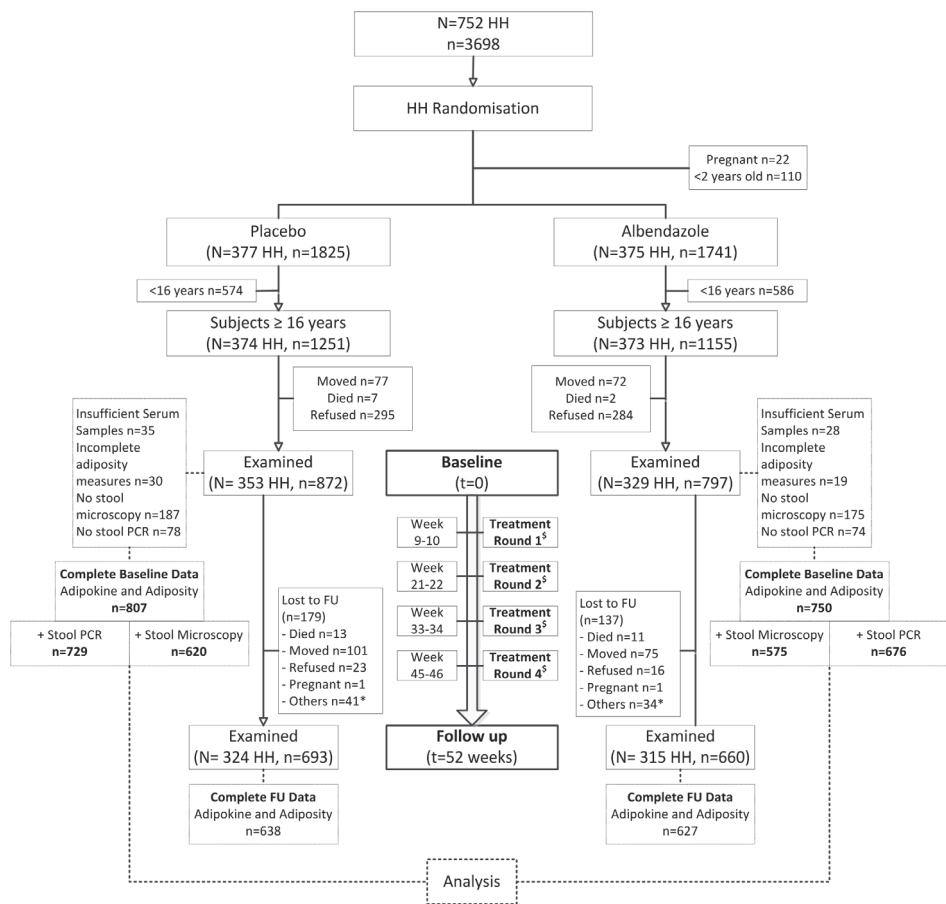 N=752 HH
n=3698
HH Randomisation
Pregnant n=22
<2 years old n=110
Placebo
(N=377 HH, n=1825)
Albendazole
(N=375 HH, n=1741)
<16 years n=574
<16 years n=586
Subjects ≥ 16 years
(N=374 HH, n=1251)
Subjects ≥ 16 years
(N=373 HH, n=1155)
Moved n=77
Died n=7
Refused n=295
Moved n=72
Died n=2
Refused n=284
Insufficient Serum
Samples n=35
Incomplete
adiposity
measures n=30
No stool
microscopy n=187
No stool PCR n=78
Examined
(N= 353 HH, n=872)
Baseline
(t=0)
Examined
(N=329 HH, n=797)
Insufficient Serum
Samples n=28
Incomplete
adiposity
measures n=19
No stool
microscopy n=175
No stool PCR n=74
Week
9-10
Treatment
Round 1$
Week
21-22
Treatment
Round 2$
Week
33-34
Treatment
Round 3$
Week
45-46
Treatment
Round 4$
Complete Baseline Data
Adipokine and Adiposity
n=807
+ Stool PCR
n=729
+ Stool Microscopy
n=620
Lost to FU
(n=179)
- Died n=13
- Moved n=101
- Refused n=23
- Pregnant n=1
- Others n=41*
Lost to FU
(n=137)
- Died n=11
- Moved n=75
- Refused n=16
- Pregnant n=1
- Others n=34*
Complete Baseline Data
Adipokine and Adiposity
n=750
+ Stool Microscopy
n=575
+ Stool PCR
n=676
Examined
(N= 324 HH, n=693)
Follow up
(t=52 weeks)
Examined
(N= 315 HH, n=660)
Complete FU Data
Adipokine and Adiposity
n=638
Complete FU Data
Adipokine and Adiposity
n=627
Analysis